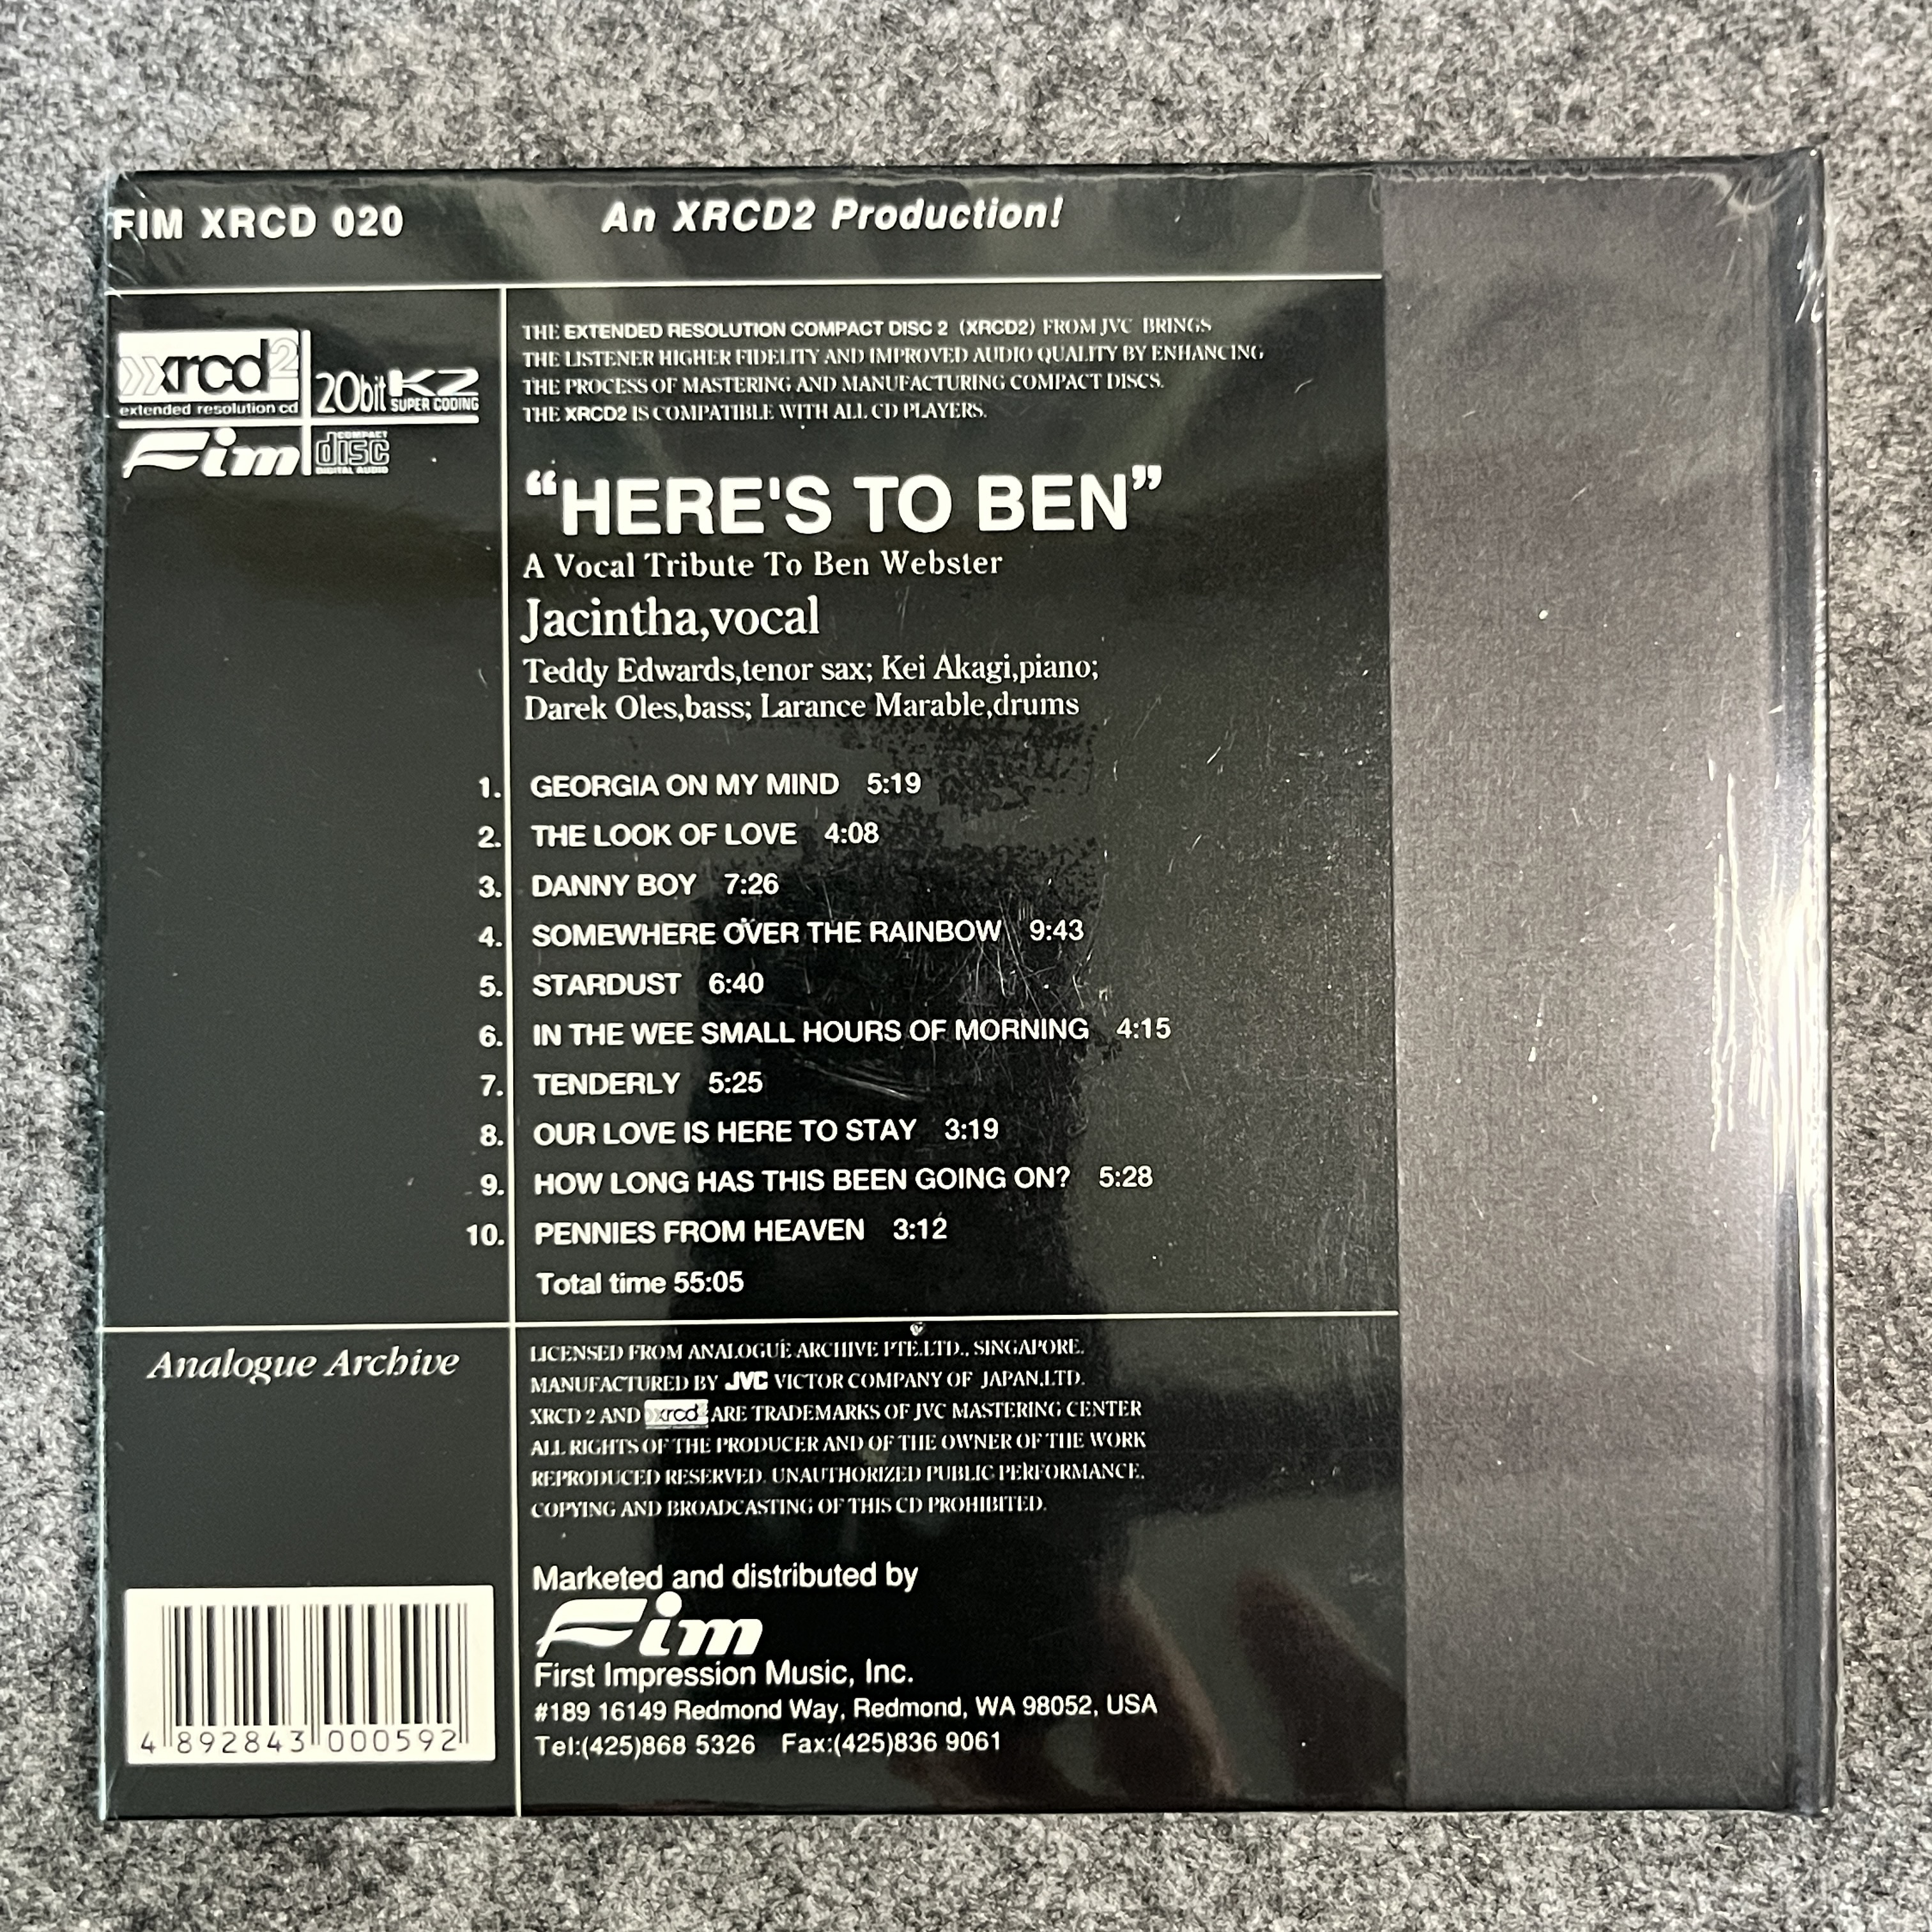 FIM XRCD 020
An XRCD2 Production!
xrcd2
extended resolution cd
20bit K2
SUPER CODING
Fim
COMPACT
disc
DIGITAL AUDIO
THE EXTENDED RESOLUTION COMPACT DISC 2 (XRCD2) FROM JVC BRINGS
THE LISTENER HIGHER FIDELITY AND IMPROVED AUDIO QUALITY BY ENHANCING
THE PROCESS OF MASTERING AND MANUFACTURING COMPACT DISCS.
THE XRCD2 IS COMPATIBLE WITH ALL CD PLAYERS.
“HERE'S TO BEN”
A Vocal Tribute To Ben Webster
Jacintha,vocal
Teddy Edwards,tenor sax; Kei Akagi,piano;
Darek Oles,bass; Larance Marable,drums
1. GEORGIA ON MY MIND 5:19
2. THE LOOK OF LOVE 4:08
3. DANNY BOY 7:26
4. SOMEWHERE OVER THE RAINBOW 9:43
5. STARDUST 6:40
6. IN THE WEE SMALL HOURS OF MORNING 4:15
7. TENDERLY 5:25
8. OUR LOVE IS HERE TO STAY 3:19
9. HOW LONG HAS THIS BEEN GOING ON? 5:28
10. PENNIES FROM HEAVEN 3:12
Total time 55:05
Analogue Archive
LICENSED FROM ANALOGUE ARCHIVE PTE.LTD., SINGAPORE.
MANUFACTURED BY JVC VICTOR COMPANY OF JAPAN,LTD.
XRCD 2 AND xrcd2 ARE TRADEMARKS OF JVC MASTERING CENTER
ALL RIGHTS OF THE PRODUCER AND OF THE OWNER OF THE WORK
REPRODUCED RESERVED. UNAUTHORIZED PUBLIC PERFORMANCE,
COPYING AND BROADCASTING OF THIS CD PROHIBITED.
Marketed and distributed by
Fim
First Impression Music, Inc.
#189 16149 Redmond Way, Redmond, WA 98052, USA
Tel:(425)868 5326 Fax:(425)836 9061
4 892843 000592